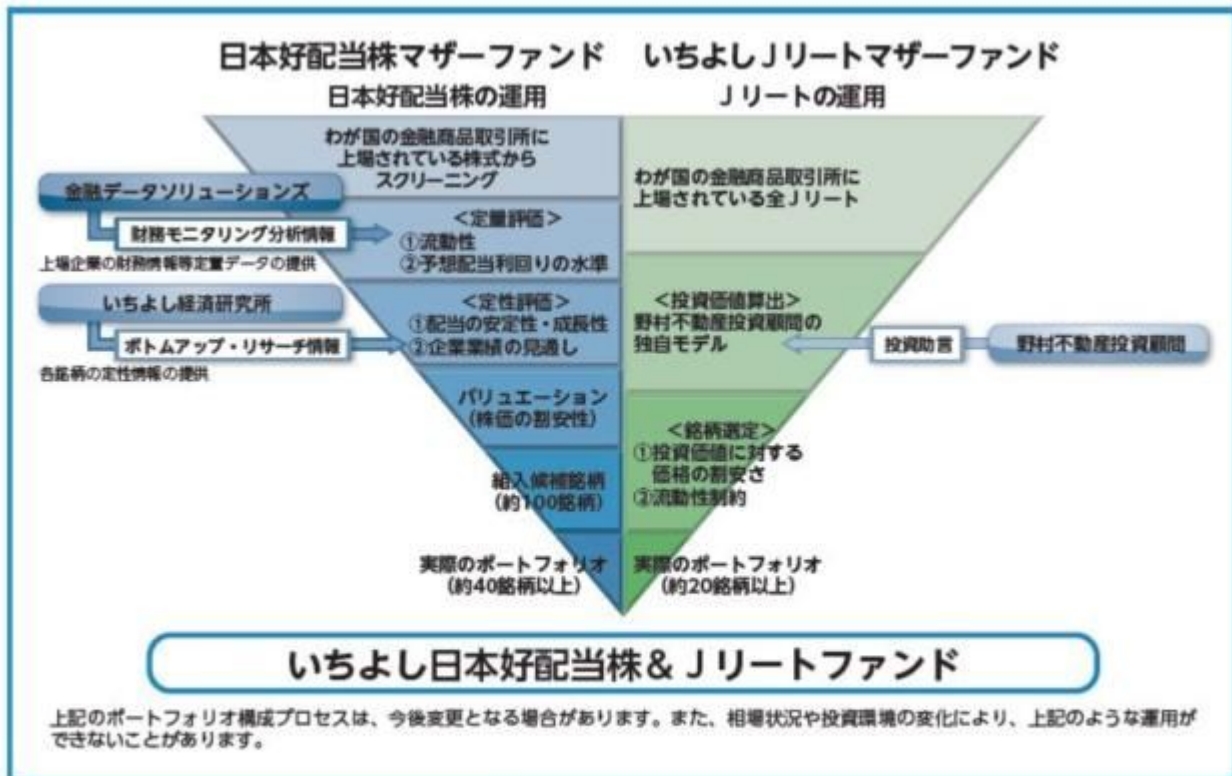 日本好配当株マザーファンド
日本好配当株の運用
わが国の金融商品取引所に
上場されている株式から
スクリーニング
金融データソリューションズ
財務モニタリング分析情報
上場企業の財務情報等定量データの提供
<定量評価>
①流動性
②予想配当利回りの水準
いちよし経済研究所
ボトムアップ・リサーチ情報
各銘柄の定性情報の提供
<定性評価>
①配当の安定性・成長性
②企業業績の見通し
バリュエーション
(株価の割安性)
組入候補銘柄
(約100銘柄)
実際のポートフォリオ
(約40銘柄以上)
いちよしJリートマザーファンド
Jリートの運用
わが国の金融商品取引所に
上場されている全Jリート
<投資価値算出>
野村不動産投資顧問の
独自モデル
投資助言
野村不動産投資顧問
<銘柄選定>
①投資価値に対する
価格の割安さ
②流動性制約
実際のポートフォリオ
(約20銘柄以上)
いちよし日本好配当株&Jリートファンド
上記のポートフォリオ構成プロセスは、今後変更となる場合があります。また、相場状況や投資環境の変化により、上記のような運用が
できないことがあります。